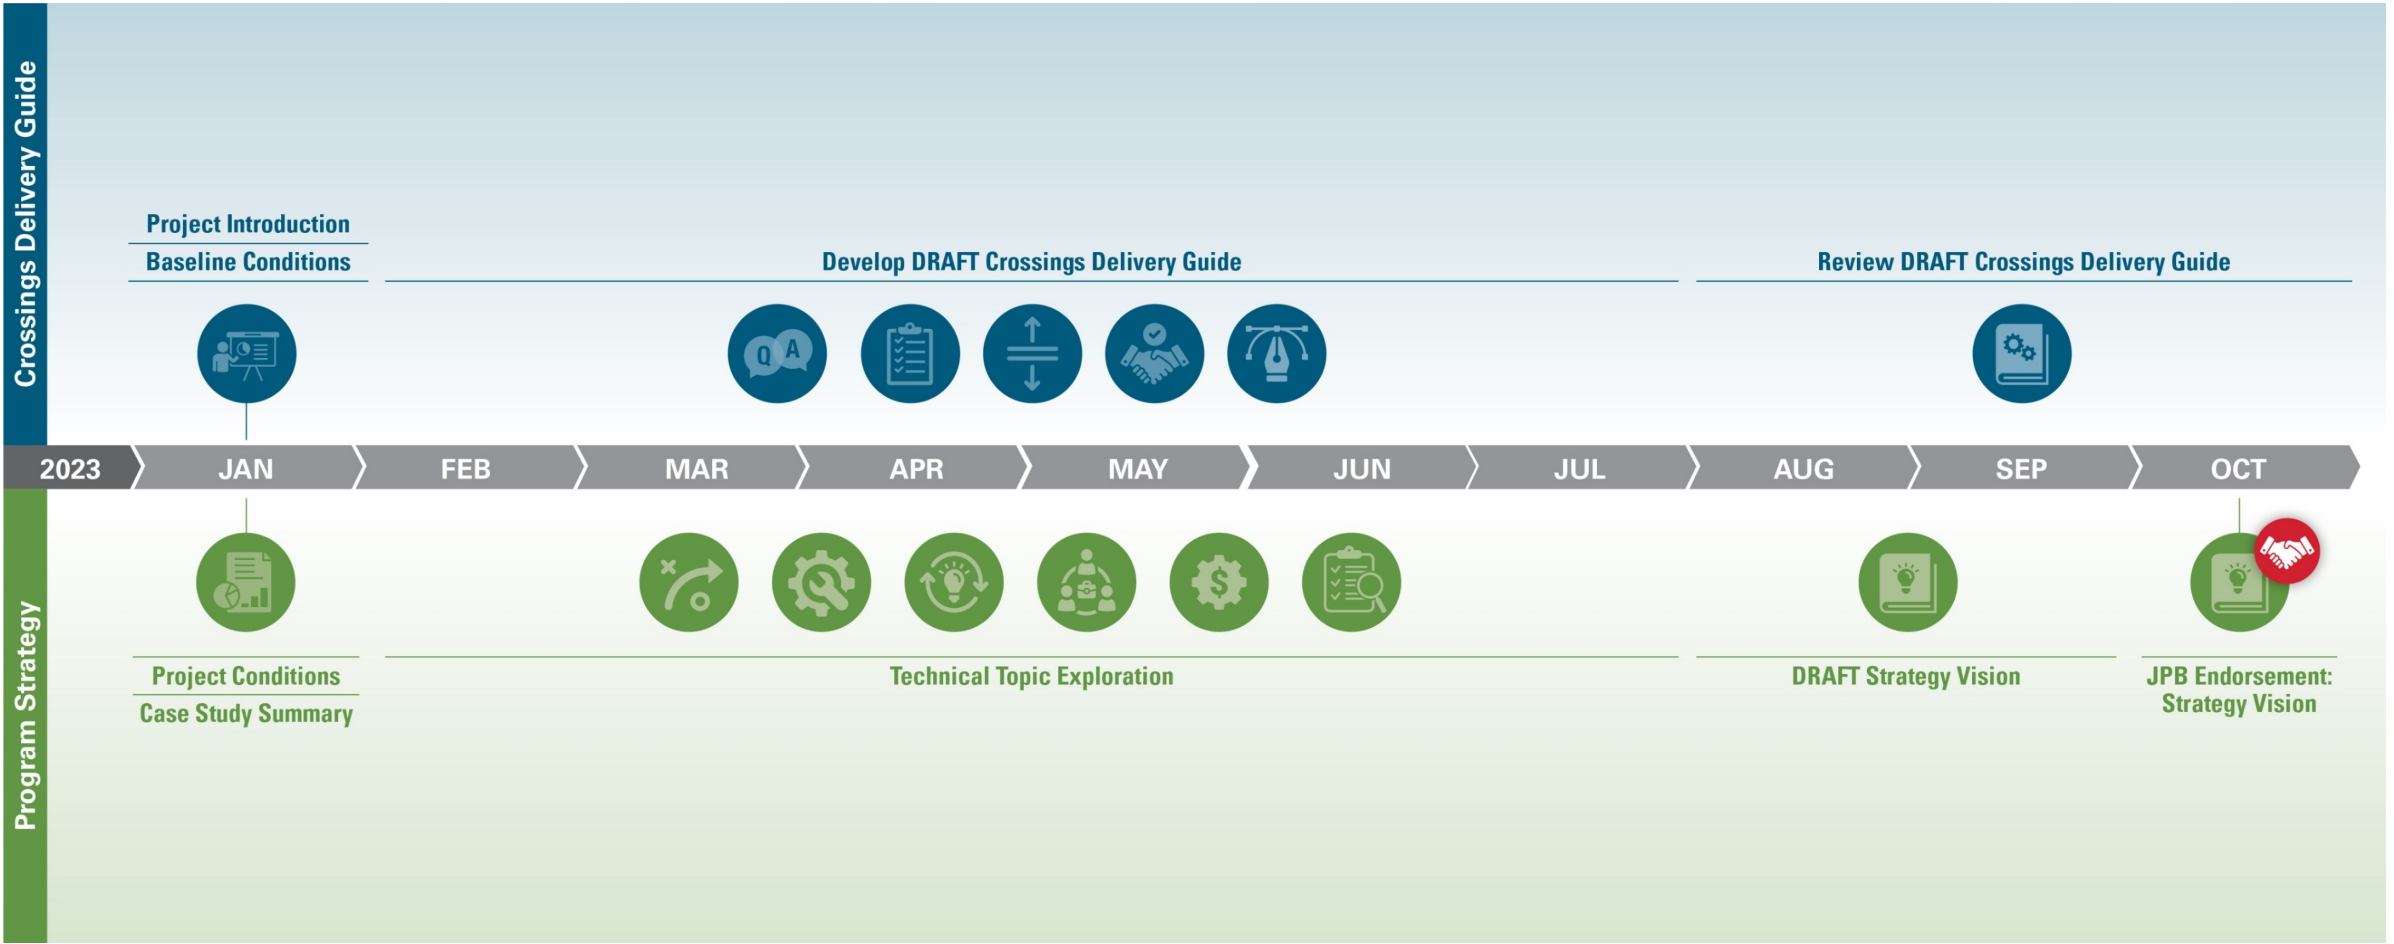 Crossings Delivery Guide
Project Introduction
Baseline Conditions
Develop DRAFT Crossings Delivery Guide
Review DRAFT Crossings Delivery Guide
Q A
2023 JAN FEB MAR APR MAY JUN JUL AUG SEP OCT
Program Strategy
$
Project Conditions
Case Study Summary
Technical Topic Exploration
DRAFT Strategy Vision
JPB Endorsement:
Strategy Vision